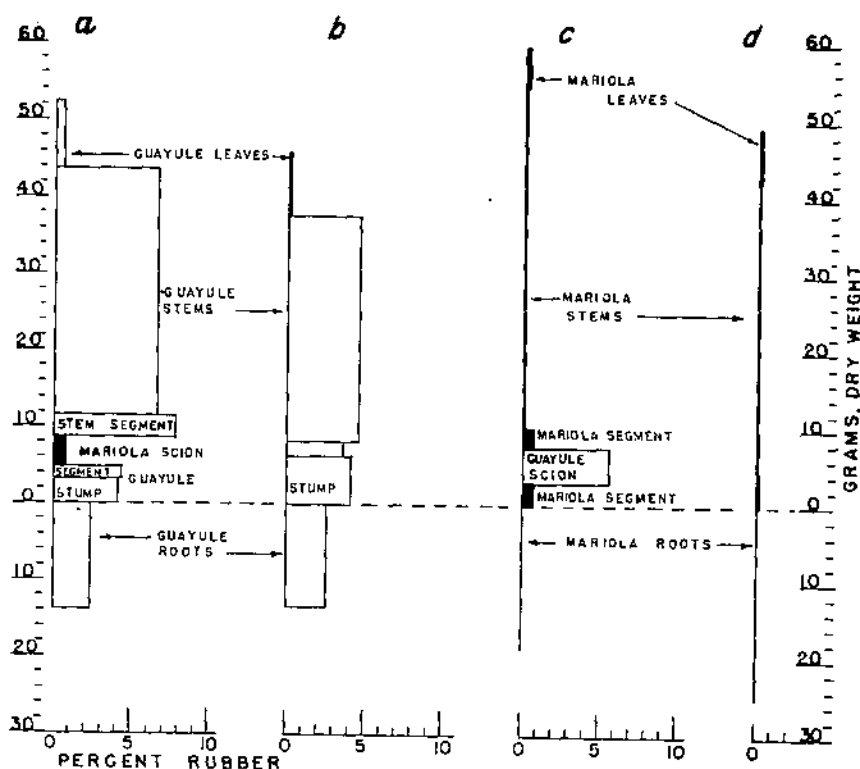 a
b
c
d
60
50
40
30
20
10
0
10
20
30
GUAYULE LEAVES
GUAYULE
STEMS
STEM SEGMENT
MARIOLA SCION
SEGMENT
GUAYULE
STUMP
STUMP
GUAYULE
ROOTS
MARIOLA
LEAVES
MARIOLA
STEMS
MARIOLA SEGMENT
GUAYULE
SCION
MARIOLA SEGMENT
MARIOLA ROOTS
60
50
40
30
20
10
0
10
20
30
GRAMS, DRY WEIGHT
0 5 10
0 5 10
0 5 10
0
PERCENT RUBBER